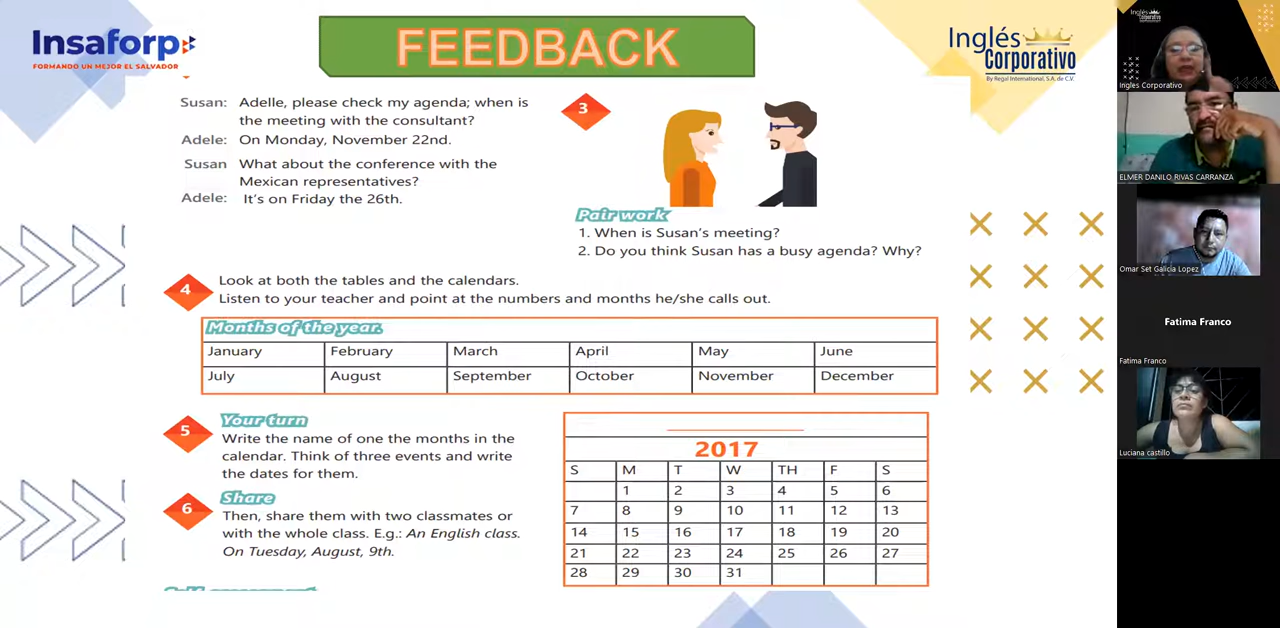 Insaforp
FORMANDO UN MEJOR EL SALVADOR
FEEDBACK
Inglés
Corporativo
By Regal International, S.A. de C.V.
Susan: Adelle, please check my agenda; when is
the meeting with the consultant?
Adele: On Monday, November 22nd.
Susan What about the conference with the
Mexican representatives?
Adele: It's on Friday the 26th.
3
Pair work
1. When is Susan's meeting?
2. Do you think Susan has a busy agenda? Why?
4
Look at both the tables and the calendars.
Listen to your teacher and point at the numbers and months he/she calls out.
Months of the year.
January February March April May June
July August September October November December
5
Your turn
Write the name of one the months in the
calendar. Think of three events and write
the dates for them.
6
Share
Then, share them with two classmates or
with the whole class. E.g.: An English class.
On Tuesday, August, 9th.
2017
S M T W TH F S
1 2 3 4 5 6
7 8 9 10 11 12 13
14 15 16 17 18 19 20
21 22 23 24 25 26 27
28 29 30 31
Inglés
Corporativo
Ingles Corporativo
ELMER DANILO RIVAS CARRANZA
Omar Set Galicia Lopez
Fatima Franco
Fatima Franco
Luciana castillo